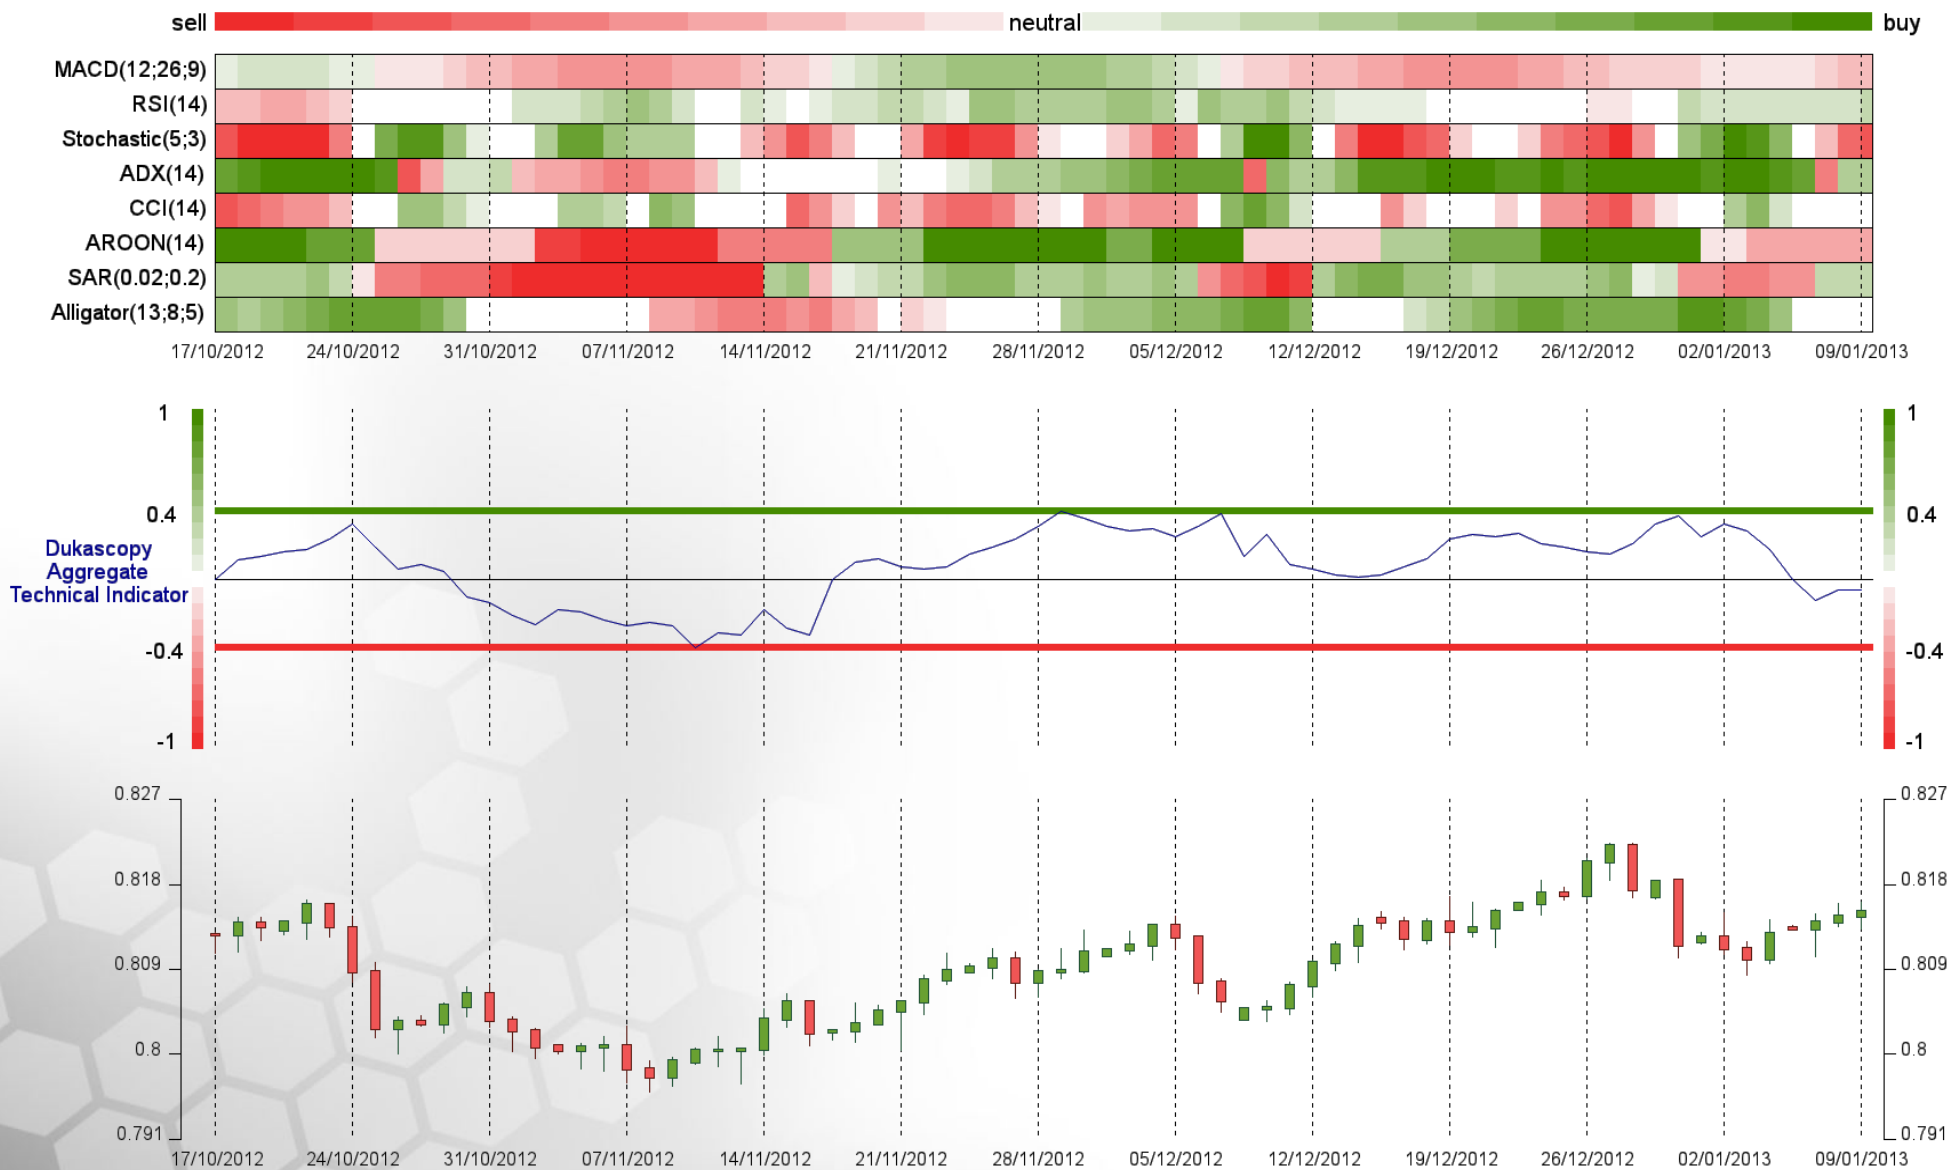 sell neutral buy
MACD(12;26;9)
RSI(14)
Stochastic(5;3)
ADX(14)
CCI(14)
AROON(14)
SAR(0.02;0.2)
Alligator(13;8;5)
17/10/2012 24/10/2012 31/10/2012 07/11/2012 14/11/2012 21/11/2012 28/11/2012 05/12/2012 12/12/2012 19/12/2012 26/12/2012 02/01/2013 09/01/2013
1 1
0.4 0.4
Dukascopy
Aggregate
Technical Indicator
-0.4 -0.4
-1 -1
0.827 0.827
0.818 0.818
0.809 0.809
0.8 0.8
0.791 0.791
17/10/2012 24/10/2012 31/10/2012 07/11/2012 14/11/2012 21/11/2012 28/11/2012 05/12/2012 12/12/2012 19/12/2012 26/12/2012 02/01/2013 09/01/2013